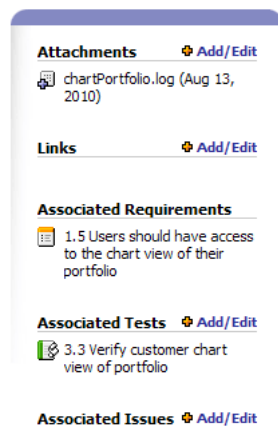 Attachments Add/Edit
chartPortfolio.log (Aug 13,
2010)
Links Add/Edit
Associated Requirements
1.5 Users should have access
to the chart view of their
portfolio
Associated Tests Add/Edit
3.3 Verify customer chart
view of portfolio
Associated Issues Add/Edit